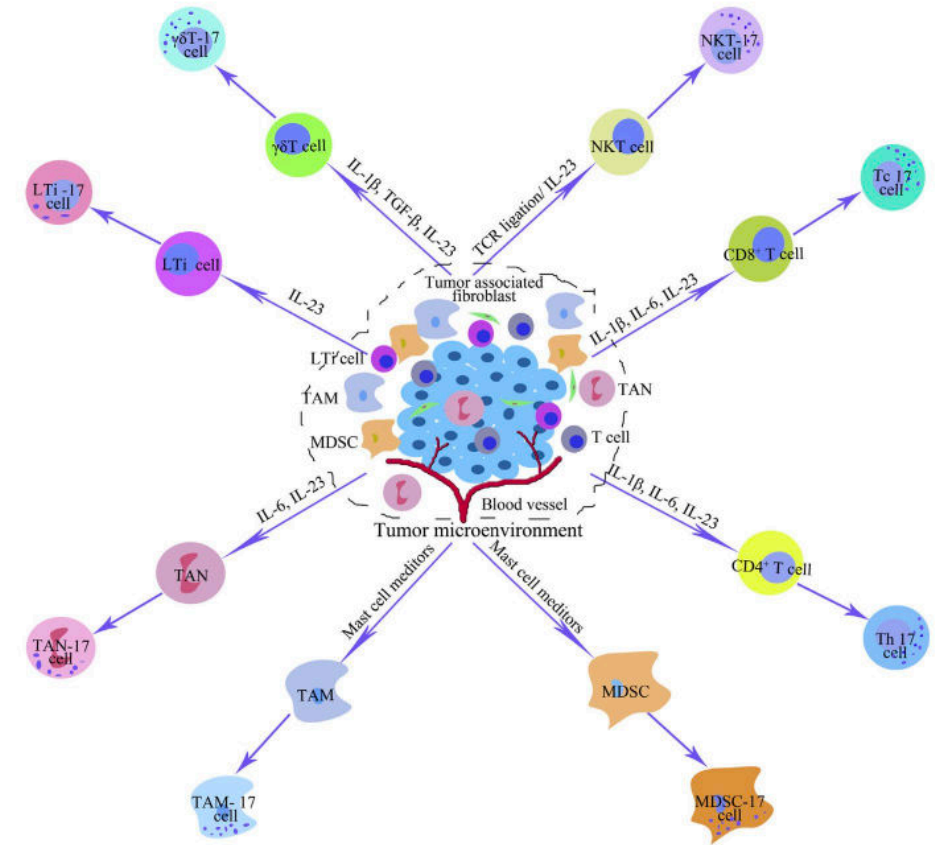 γδT-17
cell
NKT-17
cell
γδT cell
NKT cell
LTi -17
cell
Tc 17
cell
LTi cell
CD8⁺ T cell
IL-1β, TGF-β, IL-23
TCR ligation/ IL-23
IL-23
IL-1β, IL-6, IL-23
Tumor associated
fibroblast
LTi cell
TAM
TAN
MDSC
T cell
Blood vessel
Tumor microenvironment
IL-6, IL-23
IL-1β, IL-6, IL-23
Mast cell meditors
Mast cell meditors
TAN
CD4⁺ T cell
TAN-17
cell
Th 17
cell
TAM
MDSC
TAM- 17
cell
MDSC-17
cell